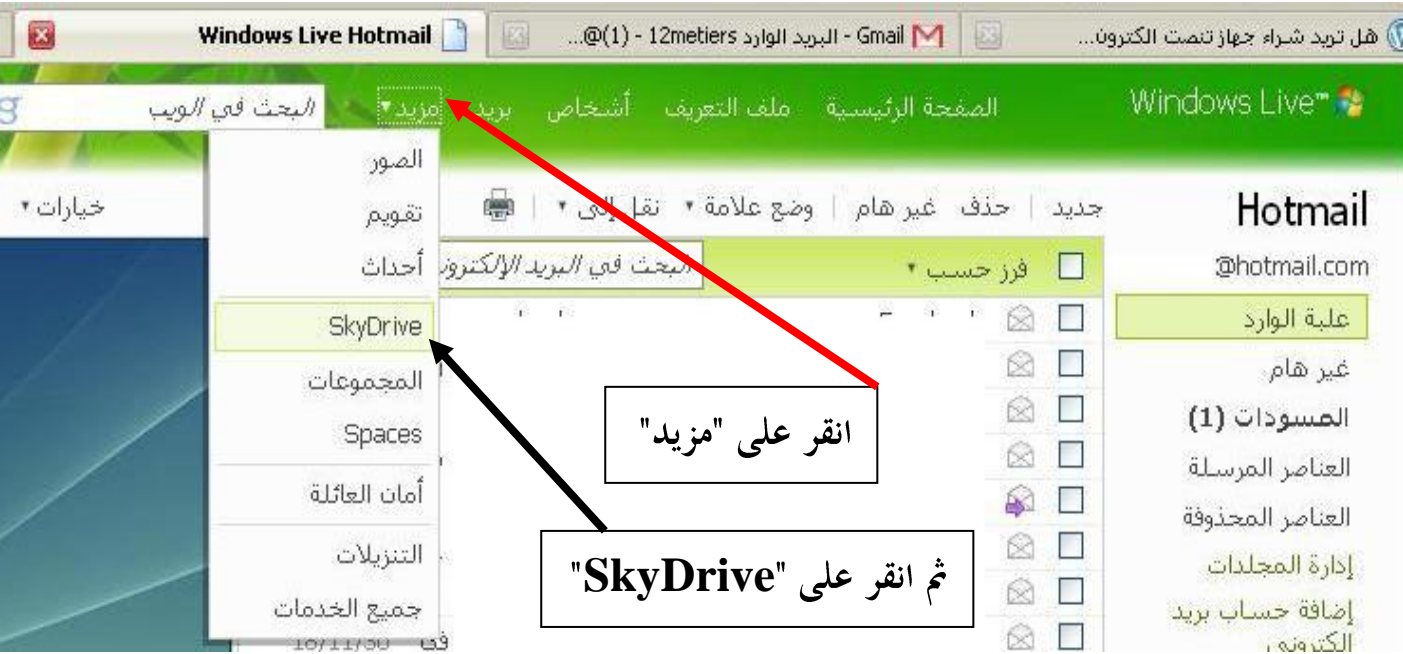 هل تريد شراء جهاز تنصت الكترون...
Gmail - البريد الوارد (1) - 12metiers@...
Windows Live Hotmail
Windows Live™
الصفحة الرئيسية
ملف التعريف
أشخاص
بريد
مزيد
البحث في الويب
Hotmail
جديد
حذف
غير هام
وضع علامة
نقل إلى
خيارات
@hotmail.com
فرز حسب
البحث في البريد الإلكترو
علبة الوارد
غير هام
المسودات (1)
العناصر المرسلة
العناصر المحذوفة
إدارة المجلدات
إضافة حساب بريد
إلكتروني
الصور
تقويم
أحداث
SkyDrive
المجموعات
Spaces
أمان العائلة
التنزيلات
جميع الخدمات
انقر على "مزيد"
ثم انقر على "SkyDrive"